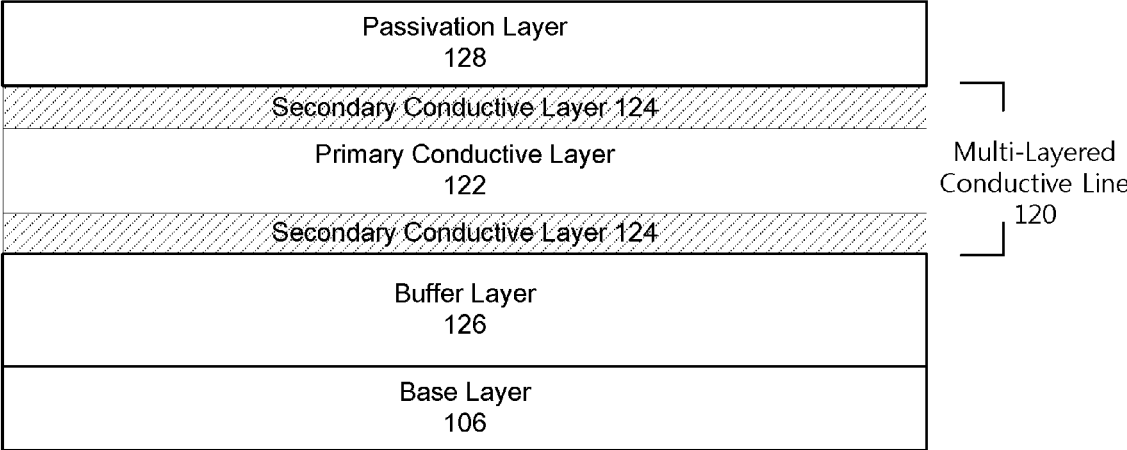 Passivation Layer
128
Secondary Conductive Layer 124
Primary Conductive Layer
122
Secondary Conductive Layer 124
Multi-Layered
Conductive Line
120
Buffer Layer
126
Base Layer
106